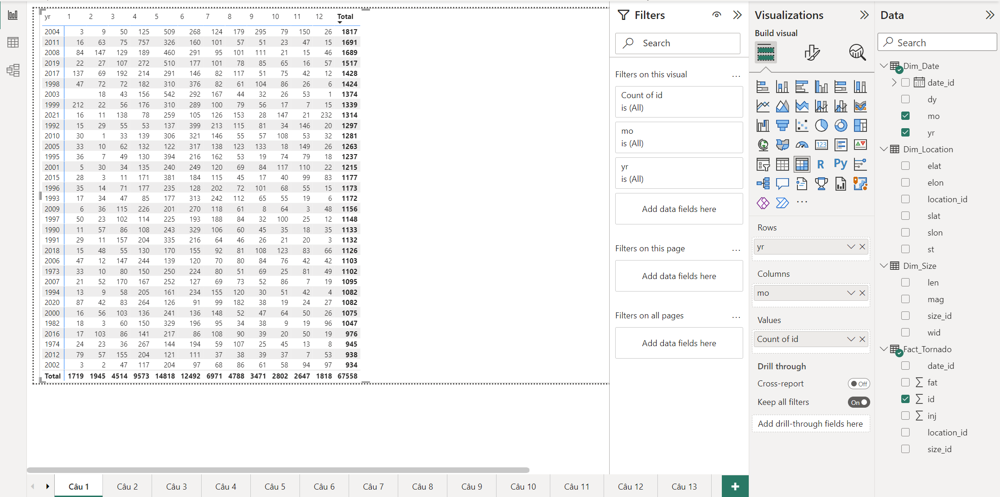 yr 1 2 3 4 5 6 7 8 9 10 11 12 Total
2004 3 9 50 125 509 268 124 179 295 79 150 26 1817
2011 16 63 75 757 326 160 101 57 51 23 47 15 1691
2008 84 147 129 189 460 291 95 101 111 21 15 46 1689
2019 22 27 107 272 510 177 101 78 85 65 16 57 1517
2017 137 69 192 214 291 146 82 117 51 75 42 12 1428
1998 47 72 72 182 310 376 82 61 104 86 26 6 1424
2003 18 43 156 542 292 167 44 32 26 53 1 1374
1999 212 22 56 176 310 289 100 79 56 17 7 15 1339
2021 16 11 138 78 259 105 126 153 28 147 21 232 1314
1992 15 29 55 53 137 399 213 115 81 34 146 20 1297
2010 30 1 33 139 306 321 146 55 57 108 53 32 1281
2005 33 10 62 132 122 317 138 123 133 18 149 26 1263
1995 36 7 49 130 394 216 162 53 19 74 79 18 1237
2001 5 30 34 135 240 249 120 69 84 117 110 22 1215
2015 28 3 11 171 381 184 115 45 17 40 99 83 1177
1996 35 14 71 177 235 128 202 72 101 68 55 15 1173
1993 17 34 47 85 177 313 242 112 65 55 19 6 1172
2009 6 36 115 226 201 270 118 61 8 64 3 48 1156
1997 50 23 102 114 225 193 188 84 32 100 25 12 1148
1990 11 57 86 108 243 329 106 60 45 35 18 35 1133
1991 29 11 157 204 335 216 64 46 26 21 20 3 1132
2018 15 48 55 130 170 155 92 81 108 123 83 66 1126
2006 47 12 147 244 139 120 70 80 84 76 42 42 1103
1973 33 10 80 150 250 224 80 51 69 25 81 49 1102
2007 21 52 170 167 252 127 69 73 52 86 7 19 1095
1994 13 9 58 205 161 234 155 120 30 51 42 4 1082
2020 87 42 83 264 126 91 99 182 38 19 24 27 1082
2000 16 56 103 136 241 136 148 52 47 64 50 26 1075
1982 18 3 60 150 329 196 95 34 38 9 19 96 1047
2016 17 103 86 141 217 86 108 90 39 20 50 19 976
1974 24 23 36 267 144 194 59 107 25 45 13 8 945
2012 79 57 155 204 121 111 37 38 39 37 7 53 938
2002 3 2 47 117 204 97 68 86 61 58 94 97 934
Total 1719 1945 4514 9573 14818 12492 6971 4788 3471 2802 2647 1818 67558
Câu 1
Câu 2
Câu 3
Câu 4
Câu 5
Câu 6
Câu 7
Câu 8
Câu 9
Câu 10
Câu 11
Câu 12
Câu 13
+
Filters
Search
Filters on this visual ...
Count of id
is (All)
mo
is (All)
yr
is (All)
Add data fields here
Filters on this page ...
Add data fields here
Filters on all pages ...
Add data fields here
Visualizations
Build visual
123
R Py
...
Rows
yr
Columns
mo
Values
Count of id
Drill through
Cross-report Off
Keep all filters On
Add drill-through fields here
Data
Search
Dim_Date
date_id
dy
mo
yr
Dim_Location
elat
elon
location_id
slat
slon
st
Dim_Size
len
mag
size_id
wid
Fact_Tornado
date_id
∑ fat
∑ id
∑ inj
location_id
size_id